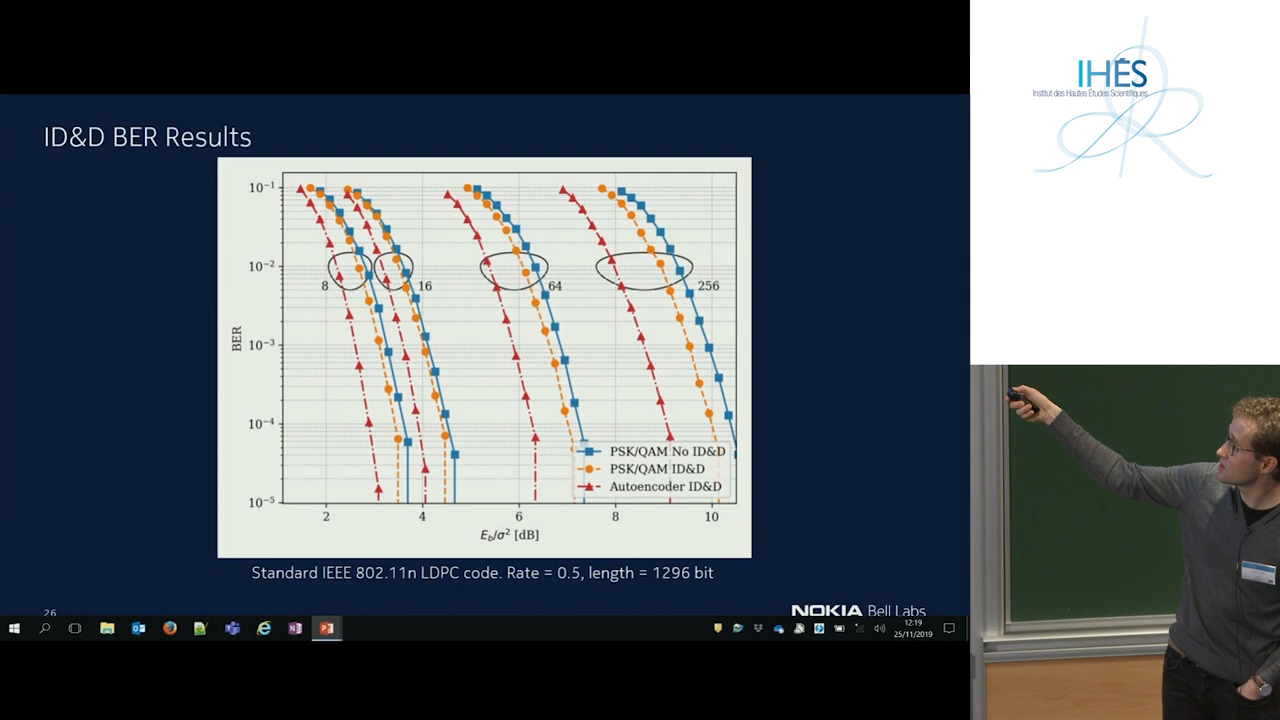 ID&D BER Results
10⁻¹
10⁻²
10⁻³
10⁻⁴
10⁻⁵
BER
8
16
64
256
PSK/QAM No ID&D
PSK/QAM ID&D
Autoencoder ID&D
2 4 6 8 10
E_b/σ² [dB]
Standard IEEE 802.11n LDPC code. Rate = 0.5, length = 1296 bit
26
NOKIA Bell Labs
12:19
25/11/2019
IHÉS
Institut des Hautes Études Scientifiques